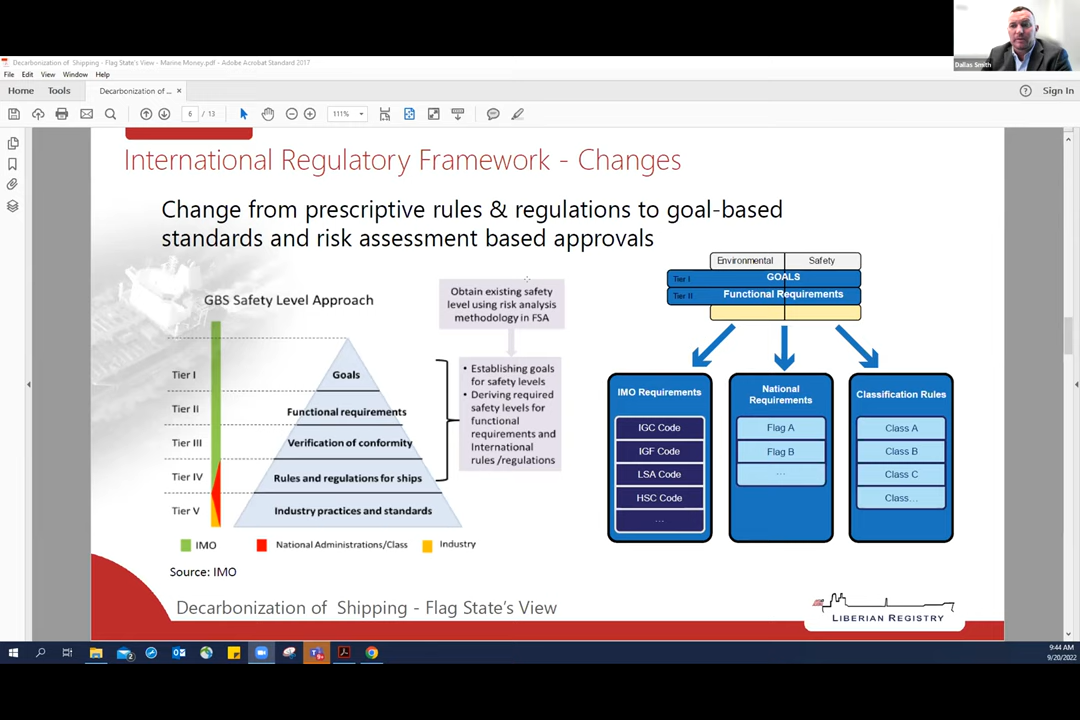 Dallas Smith
Decarbonization of Shipping - Flag State's View - Marine Money.pdf - Adobe Acrobat Standard 2017
File Edit View Window Help
Home Tools Decarbonization of ... × Sign In
6 / 13 111%
International Regulatory Framework - Changes
Change from prescriptive rules & regulations to goal-based
standards and risk assessment based approvals
GBS Safety Level Approach
Tier I
Tier II
Tier III
Tier IV
Tier V
Goals
Functional requirements
Verification of conformity
Rules and regulations for ships
Industry practices and standards
IMO
National Administrations/Class
Industry
Source: IMO
Obtain existing safety
level using risk analysis
methodology in FSA
• Establishing goals
for safety levels
• Deriving required
safety levels for
functional
requirements and
International
rules /regulations
Environmental Safety
Tier I GOALS
Tier II Functional Requirements
IMO Requirements
IGC Code
IGF Code
LSA Code
HSC Code
...
National
Requirements
Flag A
Flag B
...
Classification Rules
Class A
Class B
Class C
Class...
Decarbonization of Shipping - Flag State's View
LIBERIAN REGISTRY
9:44 AM
9/20/2022